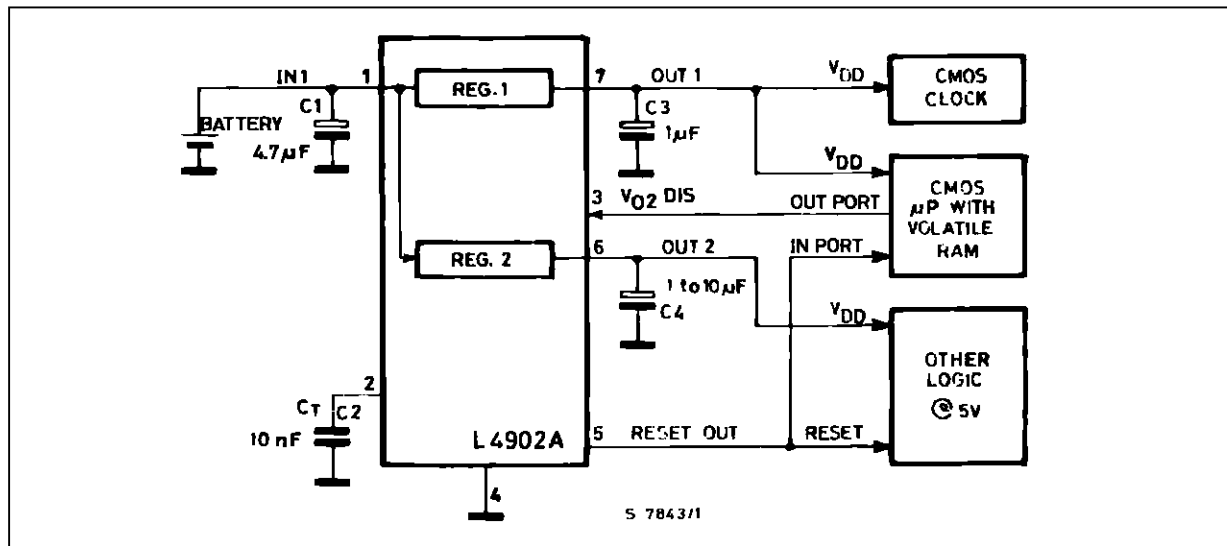 IN 1
1
REG. 1
7
OUT 1
VDD
CMOS
CLOCK
BATTERY
C1
4.7µF
C3
1µF
VDD
3
VO2 DIS
OUT PORT
CMOS
µP WITH
VOLATILE
RAM
REG. 2
6
OUT 2
IN PORT
1 to 10µF
C4
VDD
OTHER
LOGIC
@ 5V
2
CT
C2
10 nF
L4902A
5
RESET OUT
RESET
4
S 7843/1